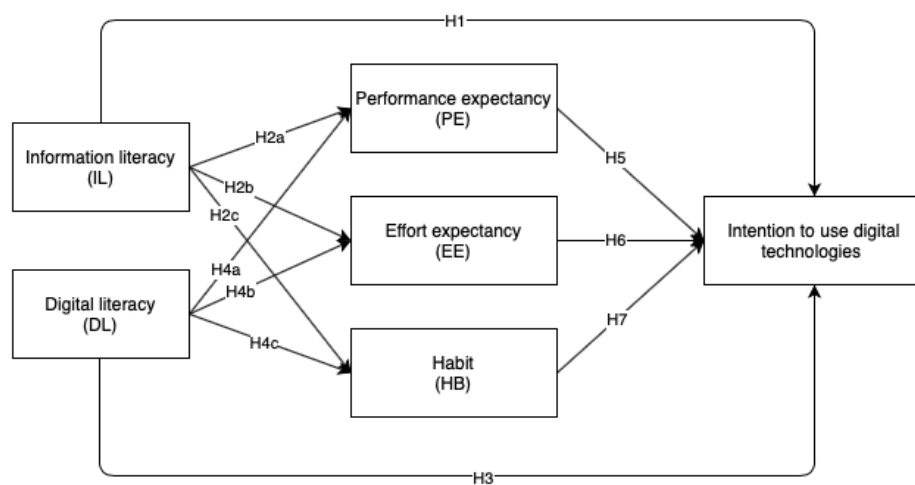 H1
Performance expectancy
(PE)
Information literacy
(IL)
H2a
H2b
H2c
H5
Effort expectancy
(EE)
H6
Intention to use digital
technologies
Digital literacy
(DL)
H4a
H4b
H4c
H7
Habit
(HB)
H3